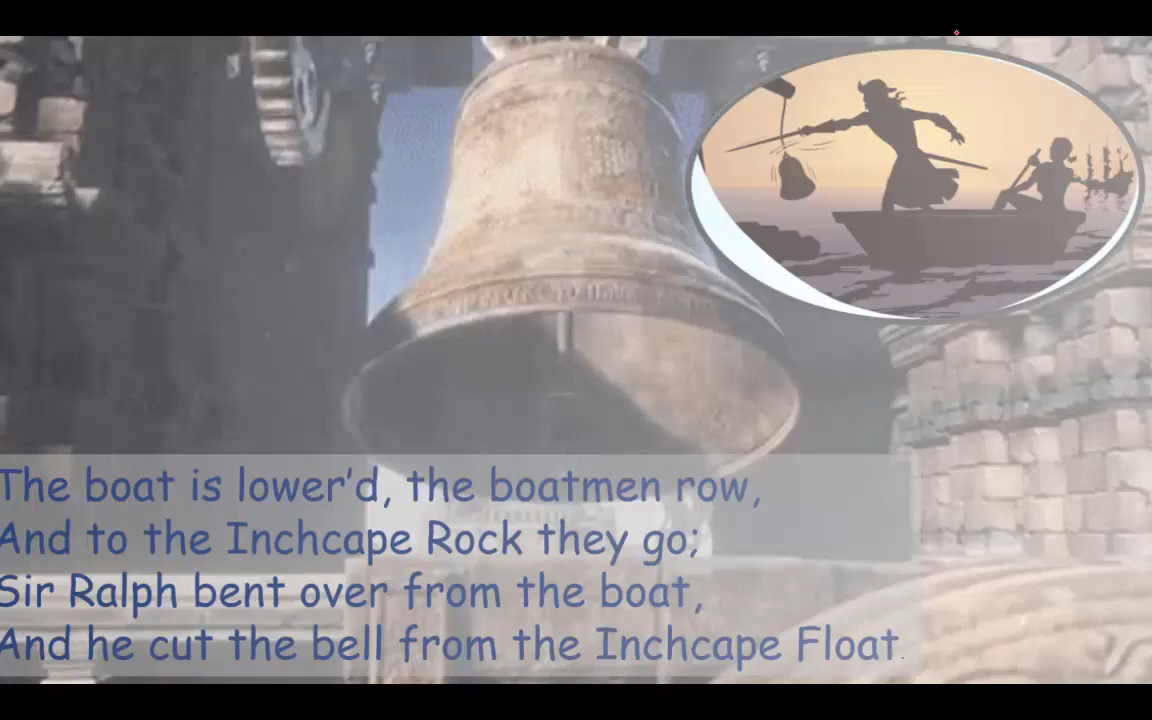 The boat is lower’d, the boatmen row,
And to the Inchcape Rock they go;
Sir Ralph bent over from the boat,
And he cut the bell from the Inchcape Float.